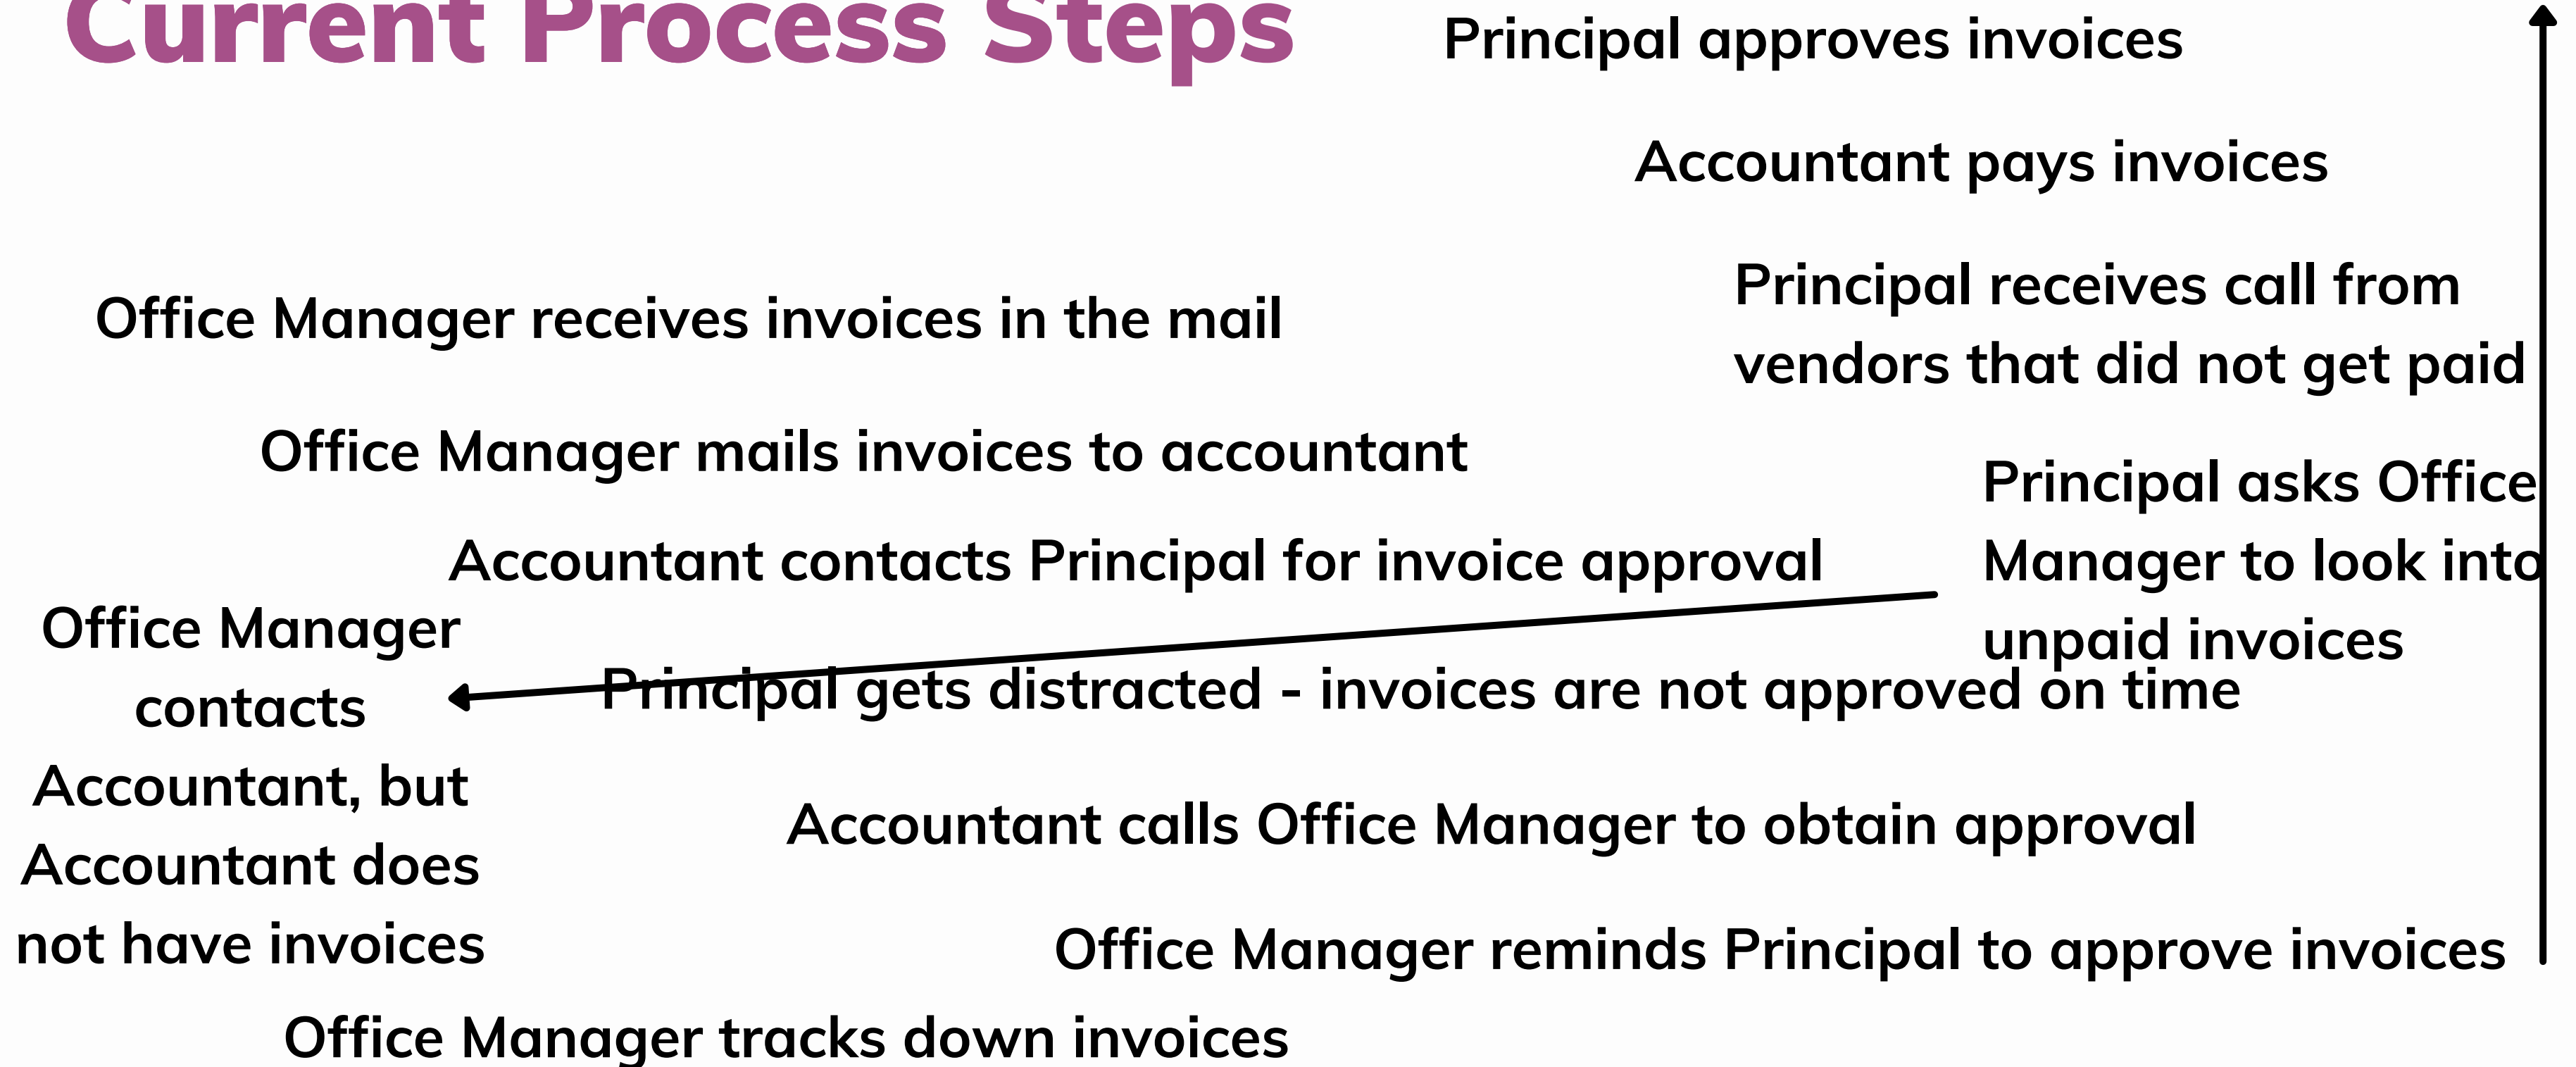 Current Process Steps
Office Manager receives invoices in the mail
Office Manager mails invoices to accountant
Accountant contacts Principal for invoice approval
Principal gets distracted - invoices are not approved on time
Accountant calls Office Manager to obtain approval
Office Manager reminds Principal to approve invoices
Principal approves invoices
Accountant pays invoices
Principal receives call from
vendors that did not get paid
Principal asks Office
Manager to look into
unpaid invoices
Office Manager
contacts
Accountant, but
Accountant does
not have invoices
Office Manager tracks down invoices